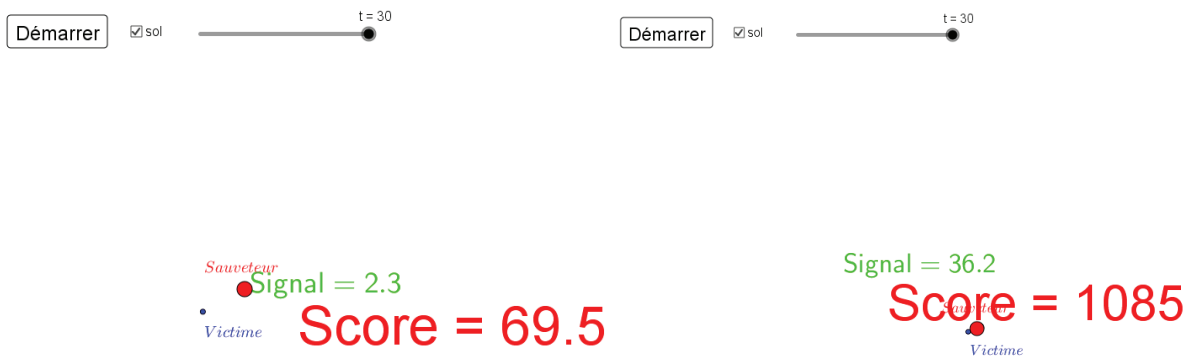 t = 30
Démarrer
sol
Sauveteur
Signal = 2.3
Score = 69.5
Victime
t = 30
Démarrer
sol
Signal = 36.2
Score = 1085
Sauveteur
Victime